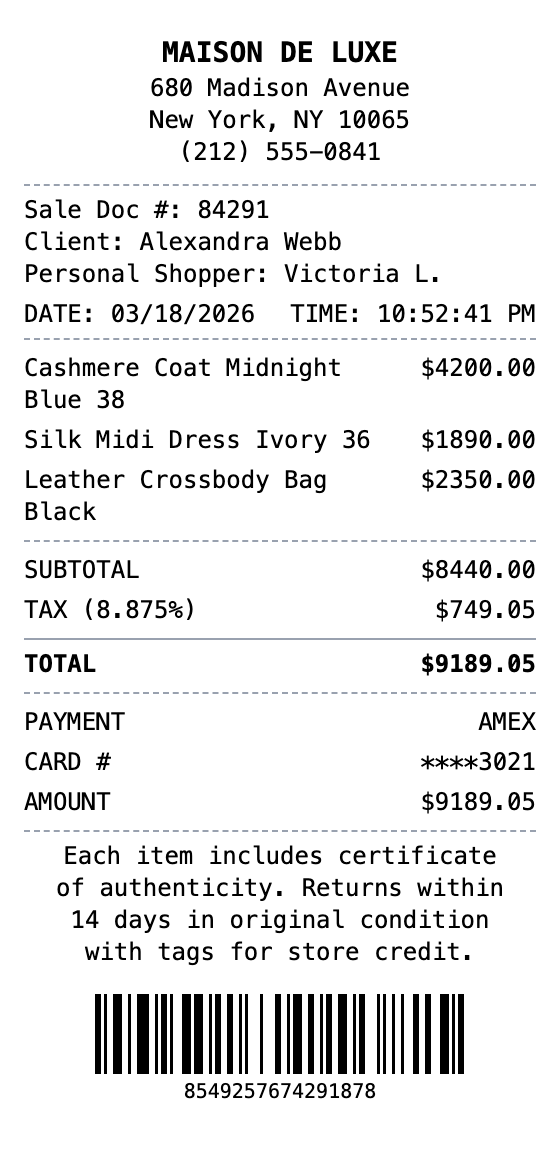 MAISON DE LUXE
680 Madison Avenue
New York, NY 10065
(212) 555-0841
Sale Doc #: 84291
Client: Alexandra Webb
Personal Shopper: Victoria L.
DATE: 03/18/2026 TIME: 10:52:41 PM
Cashmere Coat Midnight $4200.00
Blue 38
Silk Midi Dress Ivory 36 $1890.00
Leather Crossbody Bag $2350.00
Black
SUBTOTAL $8440.00
TAX (8.875%) $749.05
TOTAL $9189.05
PAYMENT AMEX
CARD # ****3021
AMOUNT $9189.05
Each item includes certificate
of authenticity. Returns within
14 days in original condition
with tags for store credit.
8549257674291878